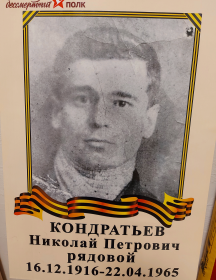 бессмертный полк
КОНДРАТЬЕВ
Николай Петрович
рядовой
16.12.1916-22.04.1965